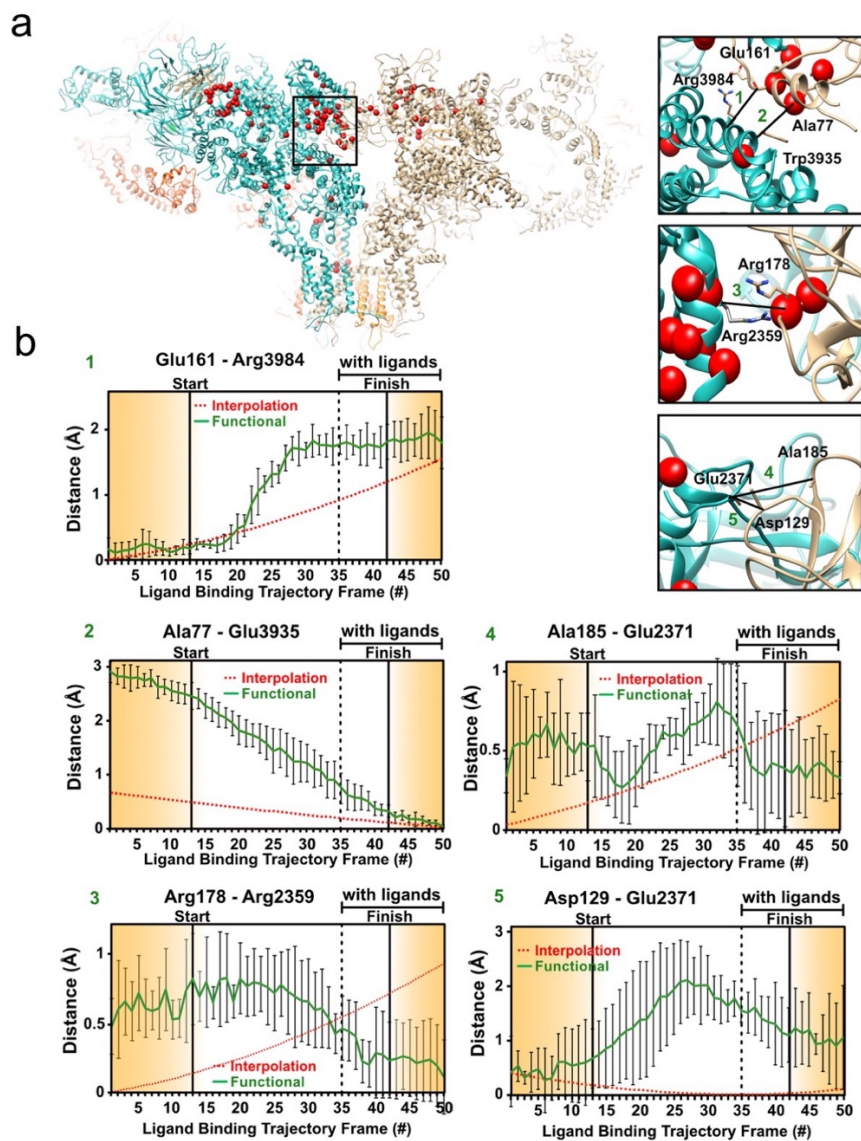 a
Glu161
Arg3984
1
2
Ala77
Trp3935
Arg178
3
Arg2359
Ala185
Glu2371
4
5
Asp129
b
1
Glu161 - Arg3984
with ligands
Start
Finish
Interpolation
Functional
Distance (Å)
2
1
0
5 10 15 20 25 30 35 40 45 50
Ligand Binding Trajectory Frame (#)
2
Ala77 - Glu3935
with ligands
Start
Finish
Interpolation
Functional
Distance (Å)
3
2
1
0
5 10 15 20 25 30 35 40 45 50
Ligand Binding Trajectory Frame (#)
3
Arg178 - Arg2359
with ligands
Start
Finish
Interpolation
Functional
Distance (Å)
1
0.5
0
5 10 15 20 25 30 35 40 45 50
Ligand Binding Trajectory Frame (#)
4
Ala185 - Glu2371
with ligands
Start
Finish
Interpolation
Functional
Distance (Å)
1
0.5
0
5 10 15 20 25 30 35 40 45 50
Ligand Binding Trajectory Frame (#)
5
Asp129 - Glu2371
with ligands
Start
Finish
Interpolation
Functional
Distance (Å)
3
2
1
0
5 10 15 20 25 30 35 40 45 50
Ligand Binding Trajectory Frame (#)